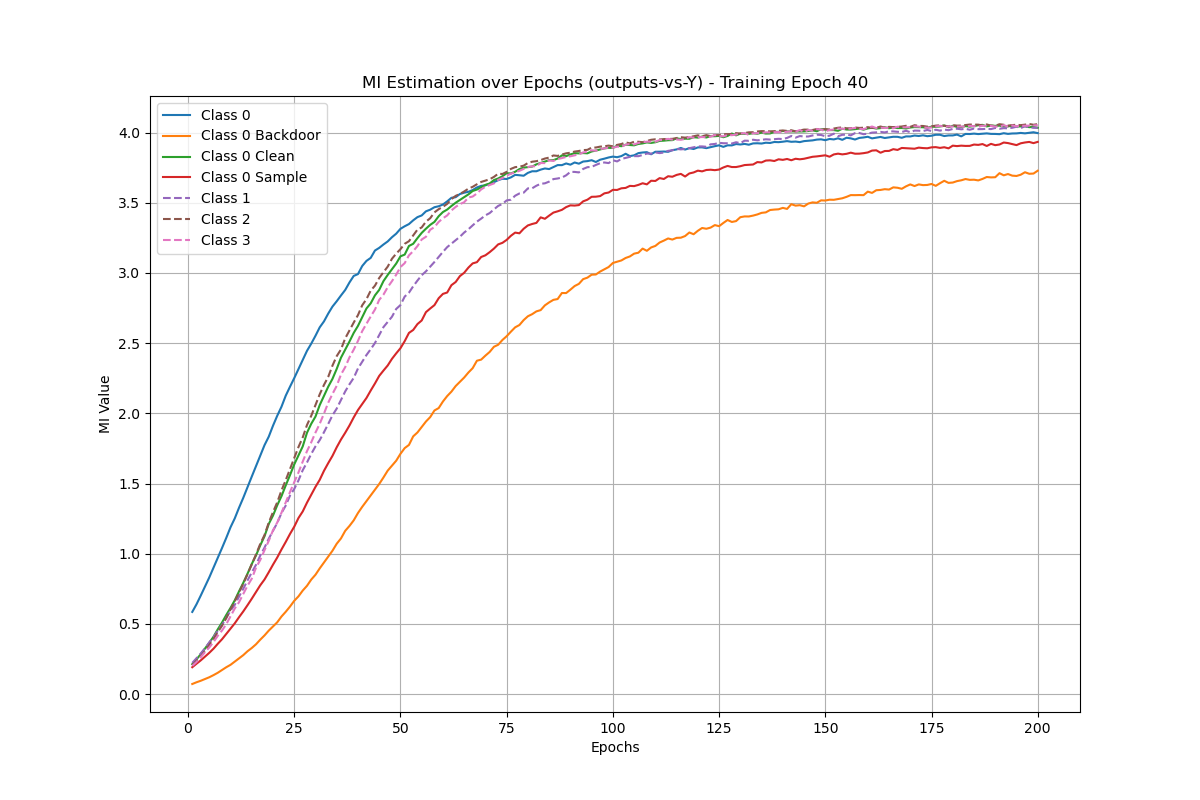 MI Estimation over Epochs (outputs-vs-Y) - Training Epoch 40
Class 0
Class 0 Backdoor
Class 0 Clean
Class 0 Sample
Class 1
Class 2
Class 3
4.0
3.5
3.0
2.5
2.0
1.5
1.0
0.5
0.0
MI Value
0 25 50 75 100 125 150 175 200
Epochs